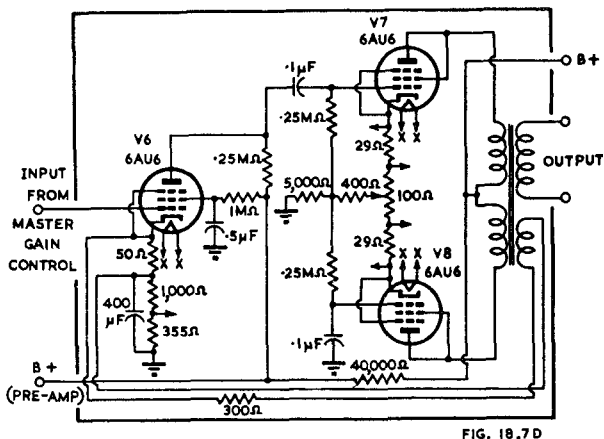 V7
6AU6
B+
.1µF
.25MΩ
V6
6AU6
X X
29Ω
INPUT
FROM
MASTER
GAIN
CONTROL
.25MΩ
OUTPUT
5,000Ω
400Ω
100Ω
1MΩ
.5µF
50Ω
X X
29Ω
V8
6AU6
X X
.25MΩ
1,000Ω
400
µF
355Ω
.1µF
B+
(PRE-AMP)
40,000Ω
300Ω
FIG. 18.7D